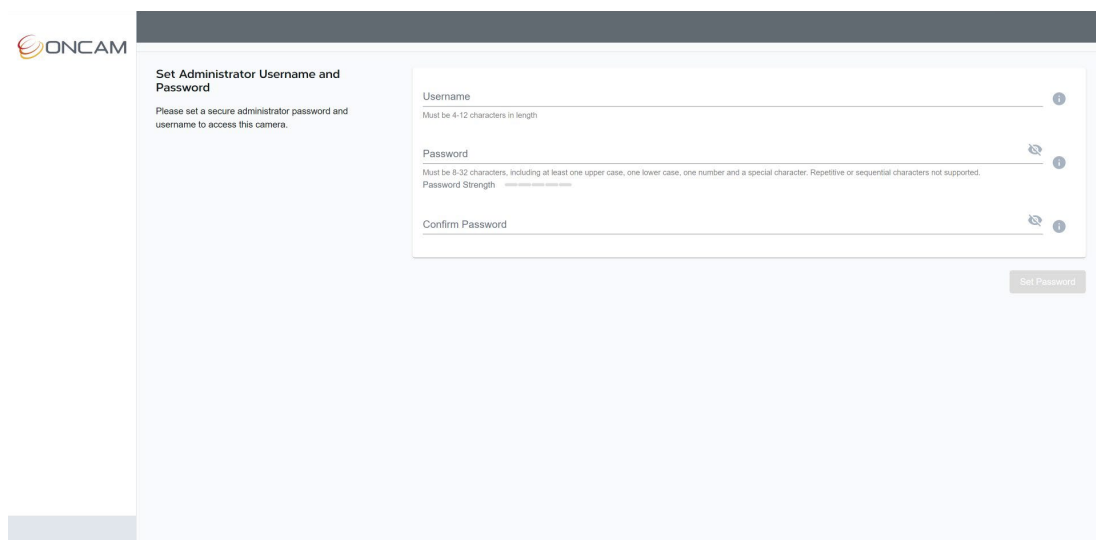 ONCAM
Set Administrator Username and
Password
Please set a secure administrator password and
username to access this camera.
Username
Must be 4-12 characters in length
Password
Must be 8-32 characters, including at least one upper case, one lower case, one number and a special character. Repetitive or sequential characters not supported.
Password Strength
Confirm Password
Set Password